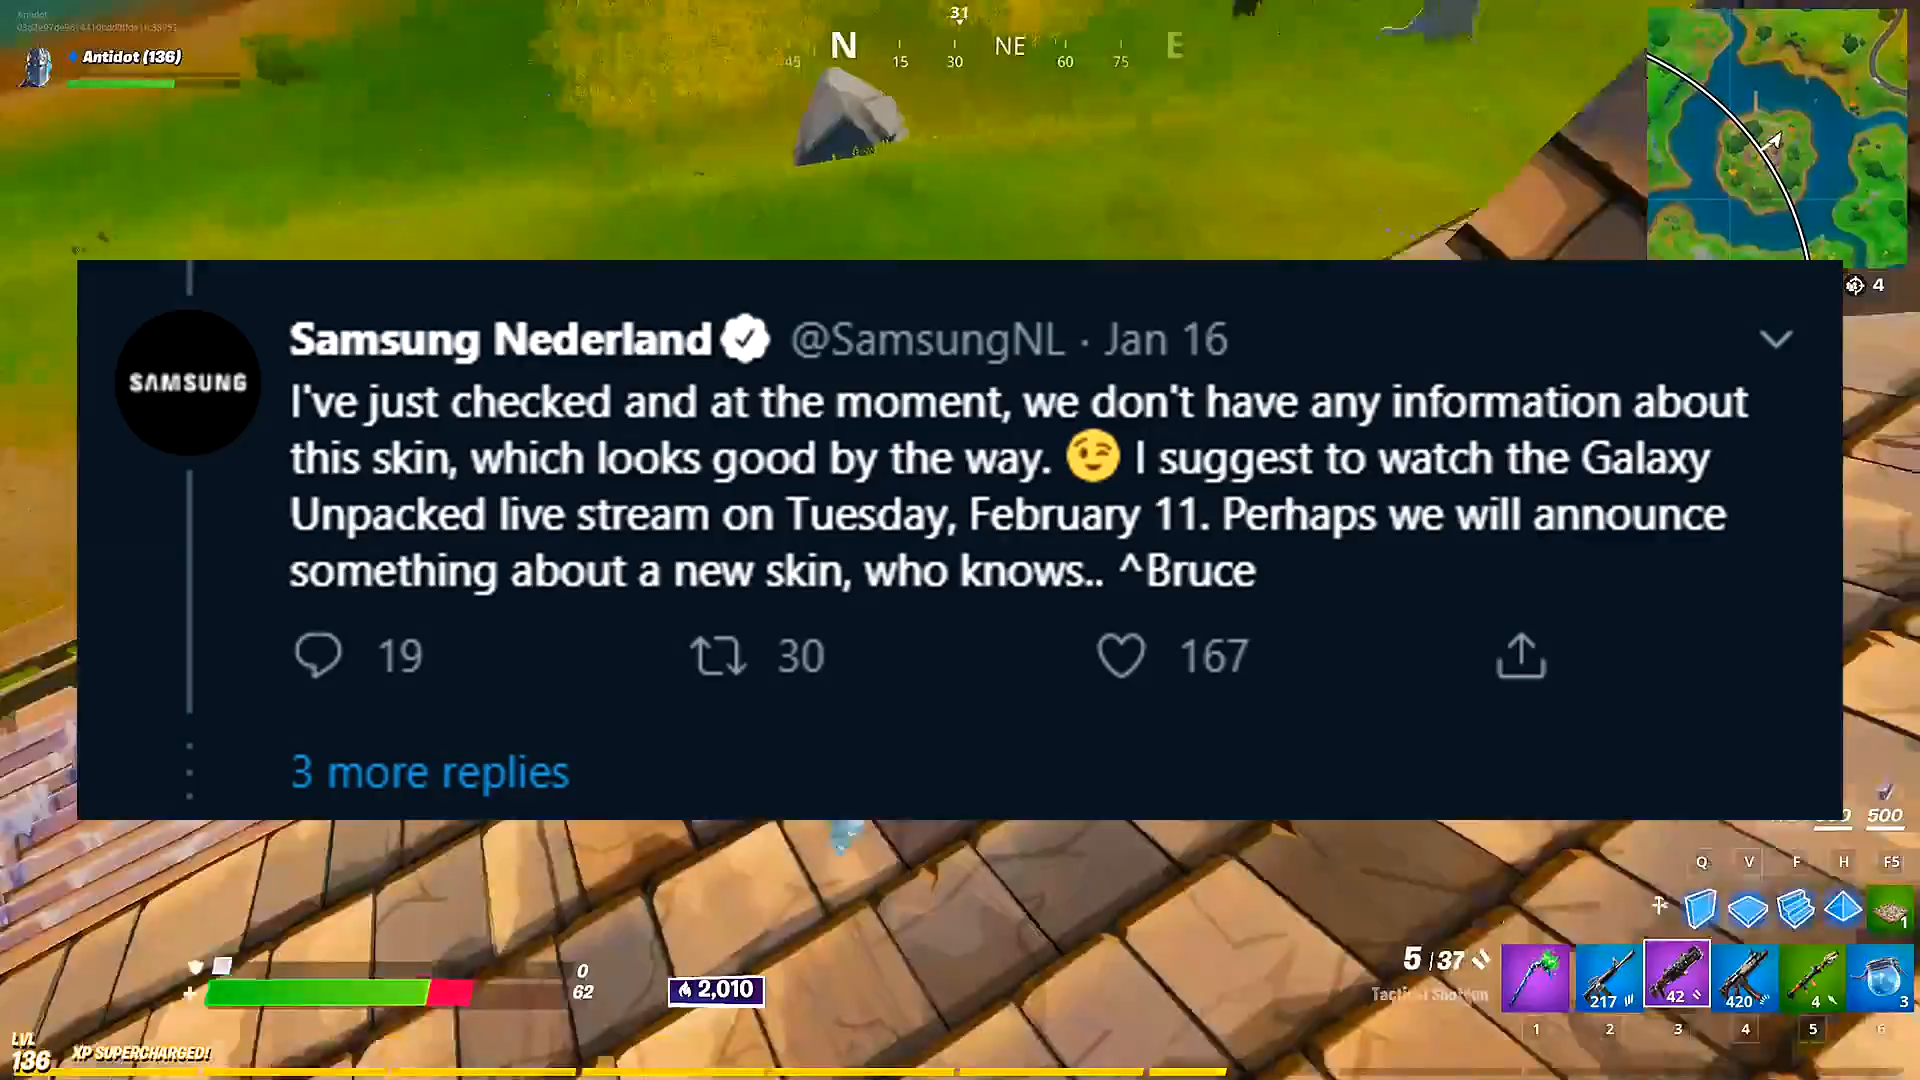 Antidot
31
Antidot (136)
45 N 15 30 NE 60 75 E
4
Samsung Nederland @SamsungNL · Jan 16
SAMSUNG
I've just checked and at the moment, we don't have any information about
this skin, which looks good by the way. 😉 I suggest to watch the Galaxy
Unpacked live stream on Tuesday, February 11. Perhaps we will announce
something about a new skin, who knows.. ^Bruce
19 30 167
3 more replies
500
Q V F H F5
1
0
62
2,010
5 / 37
Tactical Shotgun
217 42 420 4 3
1 2 3 4 5 6
LVL
136 XP SUPERCHARGED!